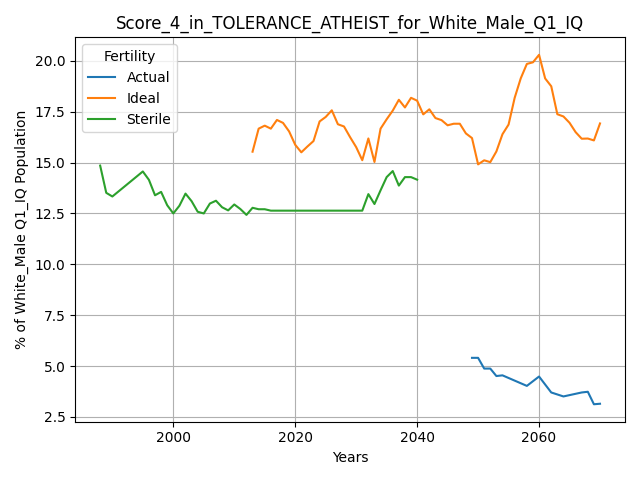 Score_4_in_TOLERANCE_ATHEIST_for_White_Male_Q1_IQ
Fertility
Actual
Ideal
Sterile
% of White_Male Q1_IQ Population
20.0
17.5
15.0
12.5
10.0
7.5
5.0
2.5
2000
2020
2040
2060
Years